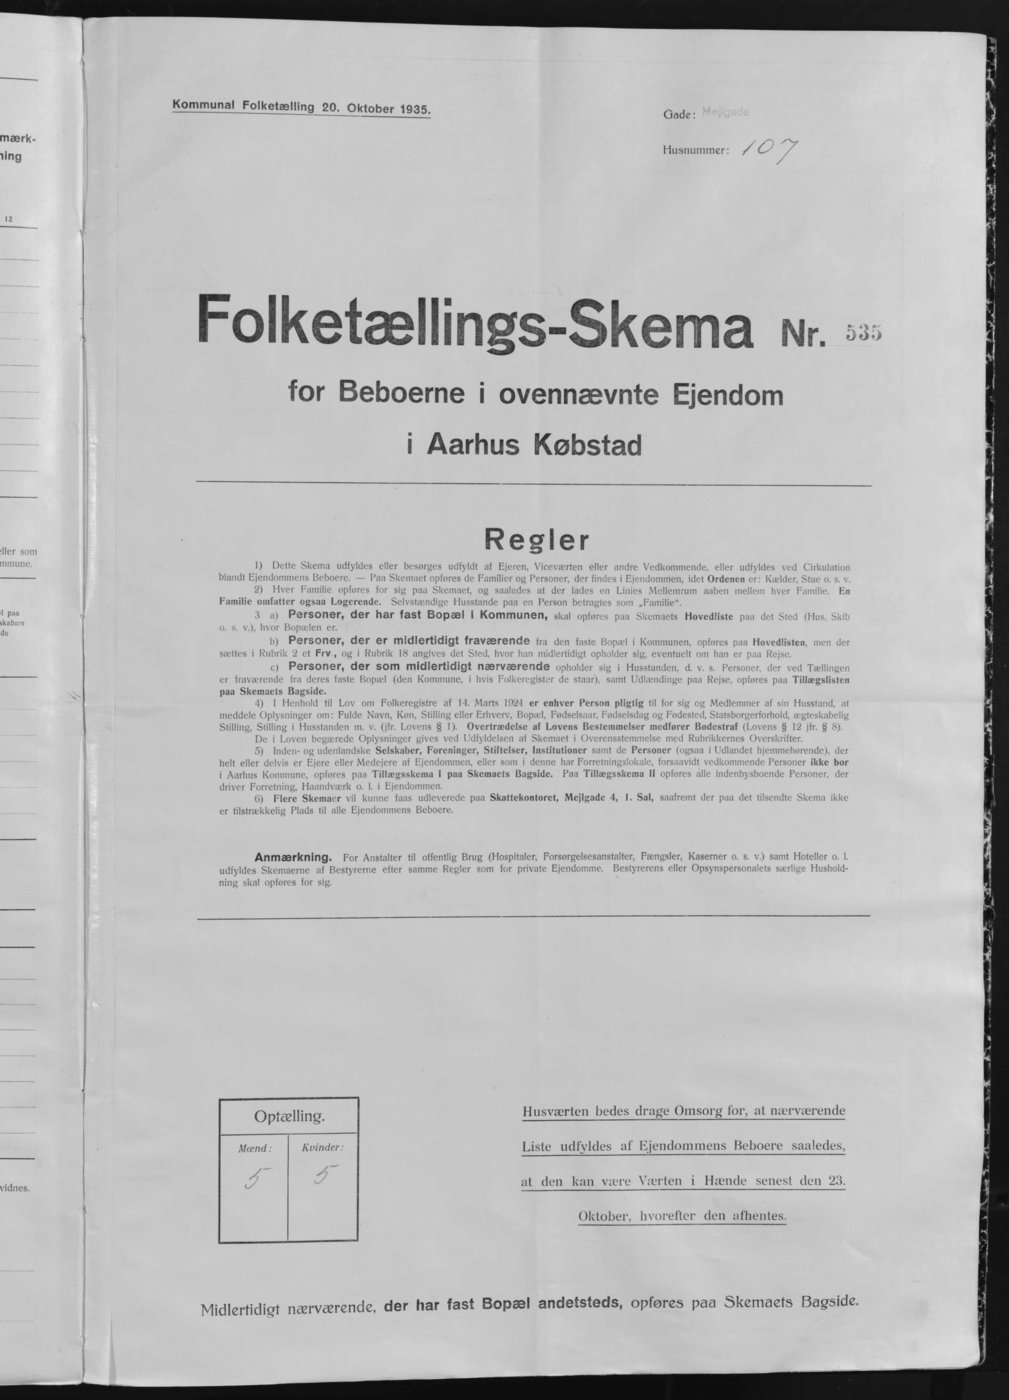 mærk-
ning
12
eller som
mmune.
l paa
skabers
de
vidnes.
Kommunal Folketælling 20. Oktober 1935.
Gade: Mejlgade
Husnummer: 107
Folketællings-Skema Nr. 535
for Beboerne i ovennævnte Ejendom
i Aarhus Købstad
Regler
1) Dette Skema udfyldes eller besørges udfyldt af Ejeren, Viceværten eller andre Vedkommende, eller udfyldes ved Cirkulation
blandt Ejendommens Beboere. — Paa Skemaet opføres de Familier og Personer, der findes i Ejendommen, idet Ordenen er: Kælder, Stue o. s. v.
2) Hver Familie opføres for sig paa Skemaet, og saaledes at der lades en Linies Mellemrum aaben mellem hver Familie. En
Familie omfatter ogsaa Logerende. Selvstændige Husstande paa en Person betragtes som „Familie“.
3 a) Personer, der har fast Bopæl i Kommunen, skal opføres paa Skemaets Hovedliste paa det Sted (Hus, Skib
o. s. v.), hvor Bopælen er.
b) Personer, der er midlertidigt fraværende fra den faste Bopæl i Kommunen, opføres paa Hovedlisten, men der
sættes i Rubrik 2 et Frv., og i Rubrik 18 angives det Sted, hvor han midlertidigt opholder sig, eventuelt om han er paa Rejse.
c) Personer, der som midlertidigt nærværende opholder sig i Husstanden, d. v. s. Personer, der ved Tællingen
er fraværende fra deres faste Bopæl (den Kommune, i hvis Folkeregister de staar), samt Udlændinge paa Rejse, opføres paa Tillægslisten
paa Skemaets Bagside.
4) I Henhold til Lov om Folkeregistre af 14. Marts 1924 er enhver Person pligtig til for sig og Medlemmer af sin Husstand, at
meddele Oplysninger om: Fulde Navn, Køn, Stilling eller Erhverv, Bopæl, Fødselsaar, Fødselsdag og Fødested, Statsborgerforhold, ægteskabelig
Stilling, Stilling i Husstanden m. v. (jfr. Lovens § 1). Overtrædelse af Lovens Bestemmelser medfører Bødestraf (Lovens § 12 jfr. § 8).
De i Loven begærede Oplysninger gives ved Udfyldelsen af Skemaet i Overensstemmelse med Rubrikkernes Overskrifter.
5) Inden- og udenlandske Selskaber, Foreninger, Stiftelser, Institutioner samt de Personer (ogsaa i Udlandet hjemmehørende), der
helt eller delvis er Ejere eller Medejere af Ejendommen, eller som i denne har Forretningslokale, forsaavidt vedkommende Personer ikke bor
i Aarhus Kommune, opføres paa Tillægsskema I paa Skemaets Bagside. Paa Tillægsskema II opføres alle indenbysboende Personer, der
driver Forretning, Haandværk o. l. i Ejendommen.
6) Flere Skemaer vil kunne faas udleverede paa Skattekontoret, Mejlgade 4, 1. Sal, saafremt der paa det tilsendte Skema ikke
er tilstrækkelig Plads til alle Ejendommens Beboere.
Anmærkning. For Anstalter til offentlig Brug (Hospitaler, Forsørgelsesanstalter, Fængsler, Kaserner o. s. v.) samt Hoteller o. l.
udfyldes Skemaerne af Bestyrerne efter samme Regler som for private Ejendomme. Bestyrerens eller Opsynspersonalets særlige Hushold-
ning skal opføres for sig.
Optælling.
Mænd: Kvinder:
5 5
Husværten bedes drage Omsorg for, at nærværende
Liste udfyldes af Ejendommens Beboere saaledes,
at den kan være Værten i Hænde senest den 23.
Oktober, hvorefter den afhentes.
Midlertidigt nærværende, der har fast Bopæl andetsteds, opføres paa Skemaets Bagside.